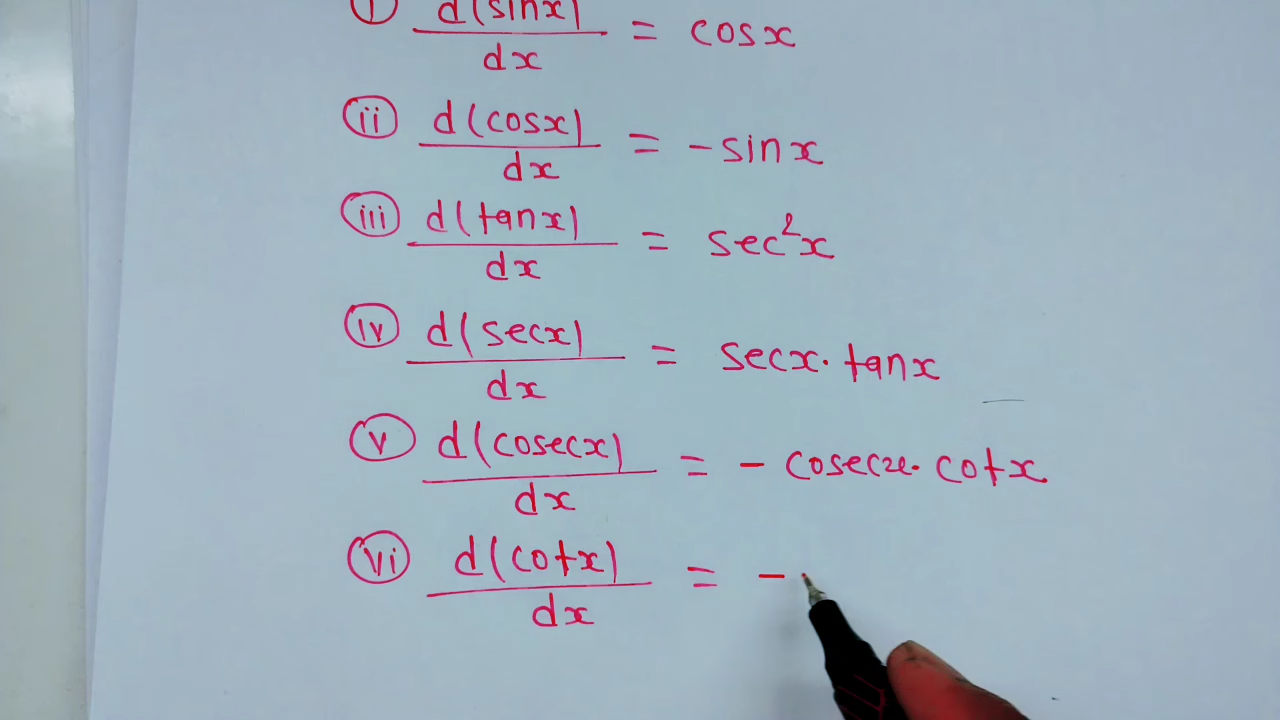 (i) d(sinx)/dx = cosx
(ii) d(cosx)/dx = -sinx
(iii) d(tanx)/dx = sec²x
(iv) d(secx)/dx = secx. tanx
(v) d(cosecx)/dx = - cosecx. cotx
(vi) d(cotx)/dx = -